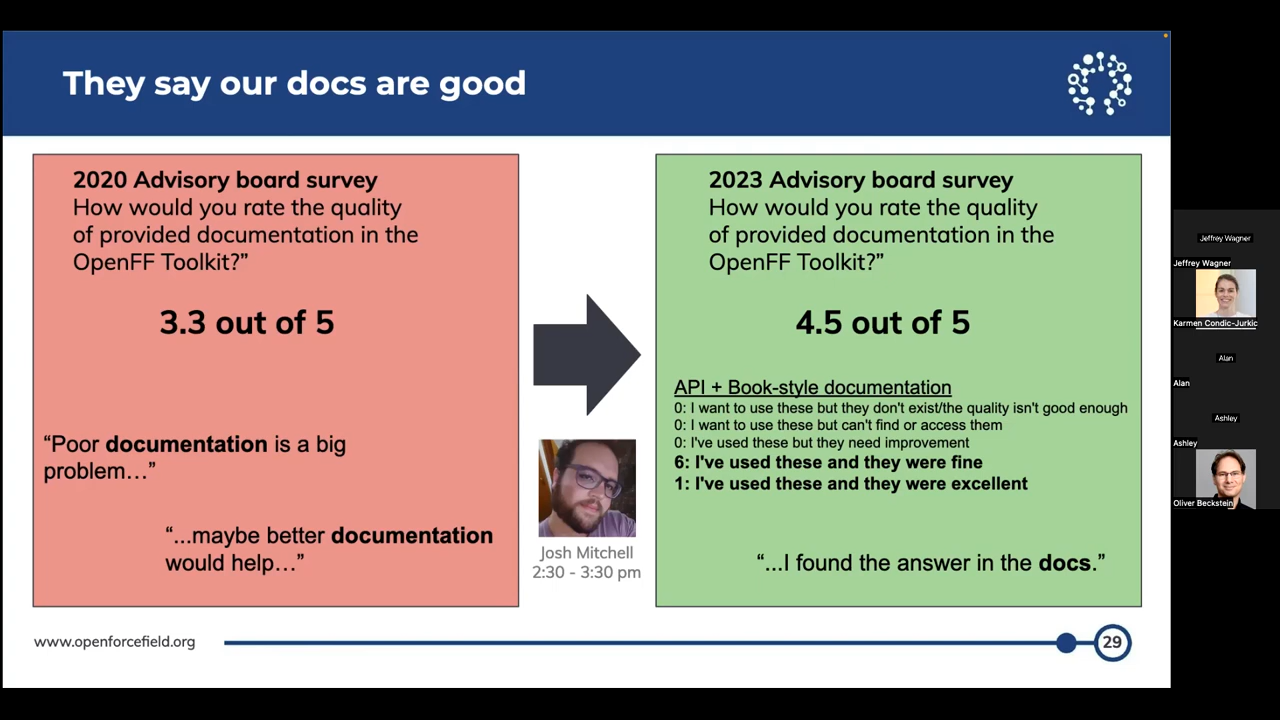 They say our docs are good
2020 Advisory board survey
How would you rate the quality
of provided documentation in the
OpenFF Toolkit?”
3.3 out of 5
“Poor documentation is a big
problem…”
“...maybe better documentation
would help…”
Josh Mitchell
2:30 - 3:30 pm
2023 Advisory board survey
How would you rate the quality
of provided documentation in the
OpenFF Toolkit?”
4.5 out of 5
API + Book-style documentation
0: I want to use these but they don't exist/the quality isn't good enough
0: I want to use these but can't find or access them
0: I've used these but they need improvement
6: I've used these and they were fine
1: I've used these and they were excellent
“...I found the answer in the docs.”
www.openforcefield.org
29
Jeffrey Wagner
Jeffrey Wagner
Karmen Condic-Jurkic
Alan
Alan
Ashley
Ashley
Oliver Beckstein